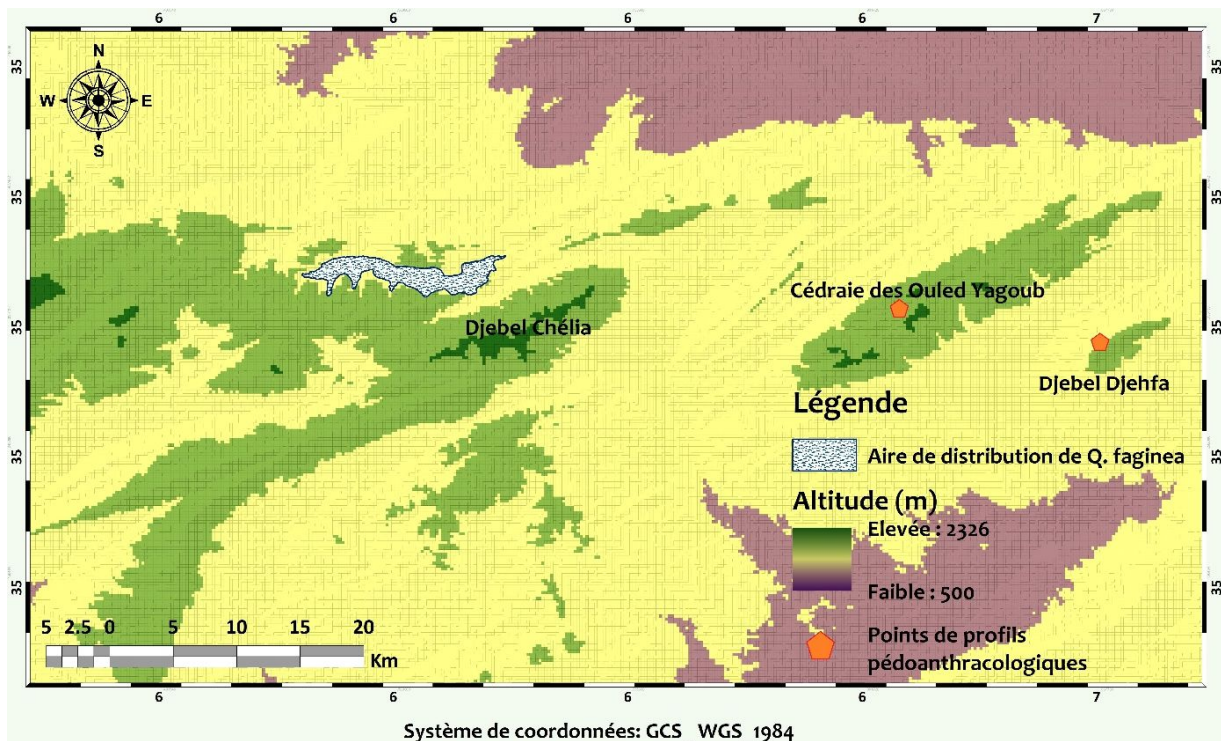 6 6 6 6 7
35 35
N
W E
S
35 35
Cédraie des Ouled Yagoub
Djebel Chélia
35 35
Djebel Djehfa
Légende
Aire de distribution de Q. faginea
35 35
Altitude (m)
Elevée : 2326
Faible : 500
35 35
Points de profils
pédoanthracologiques
5 2.5 0 5 10 15 20
Km
6 6 6 6 7
Système de coordonnées: GCS WGS 1984